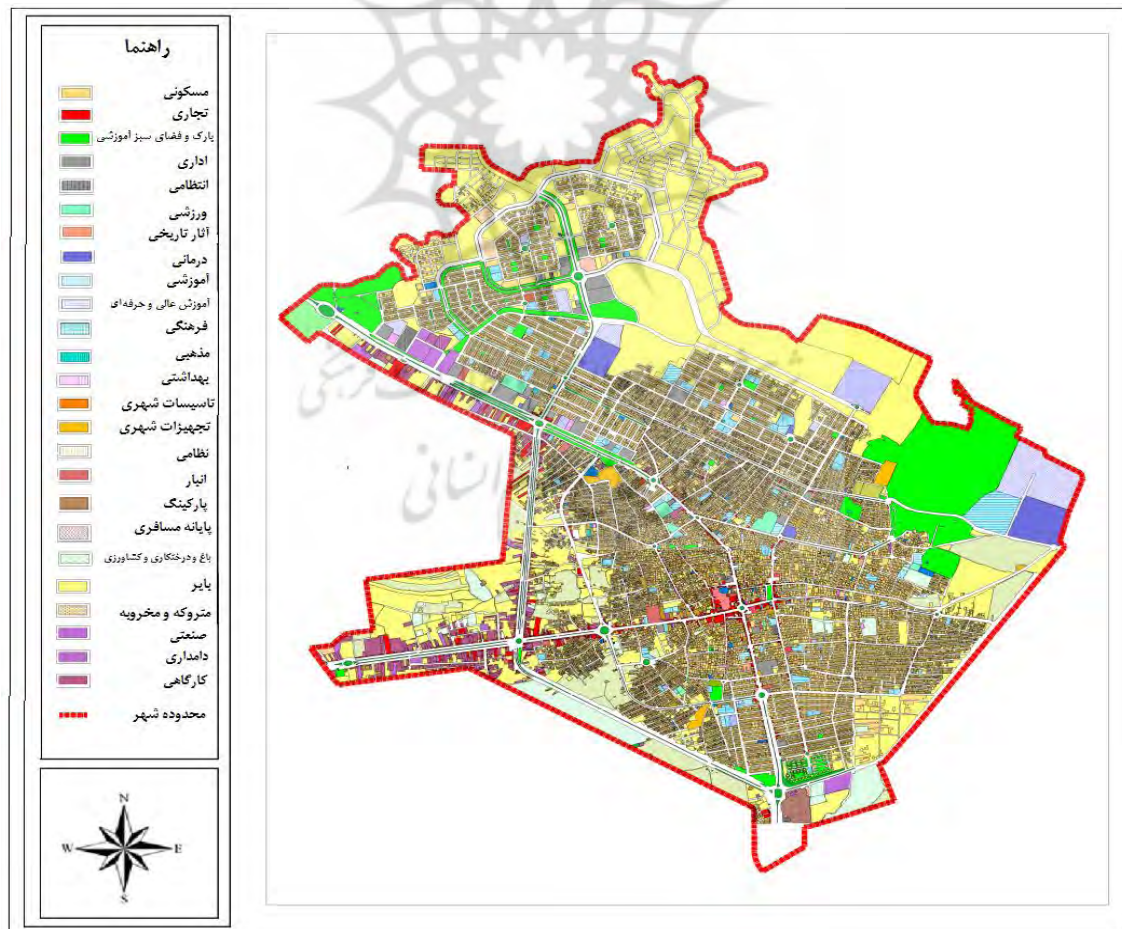 راهنما
مسکونی
تجاری
پارک و فضای سبز آموزشی
اداری
انتظامی
ورزشی
آثار تاریخی
درمانی
آموزشی
آموزش عالی و حرفه‌ای
فرهنگی
مذهبی
بهداشتی
تاسیسات شهری
تجهیزات شهری
نظامی
انبار
پارکینگ
پایانه مسافری
باغ و درختکاری و کشاورزی
بایر
متروکه و مخروبه
صنعتی
دامداری
کارگاهی
محدوده شهر
N
W E
S
انسانی